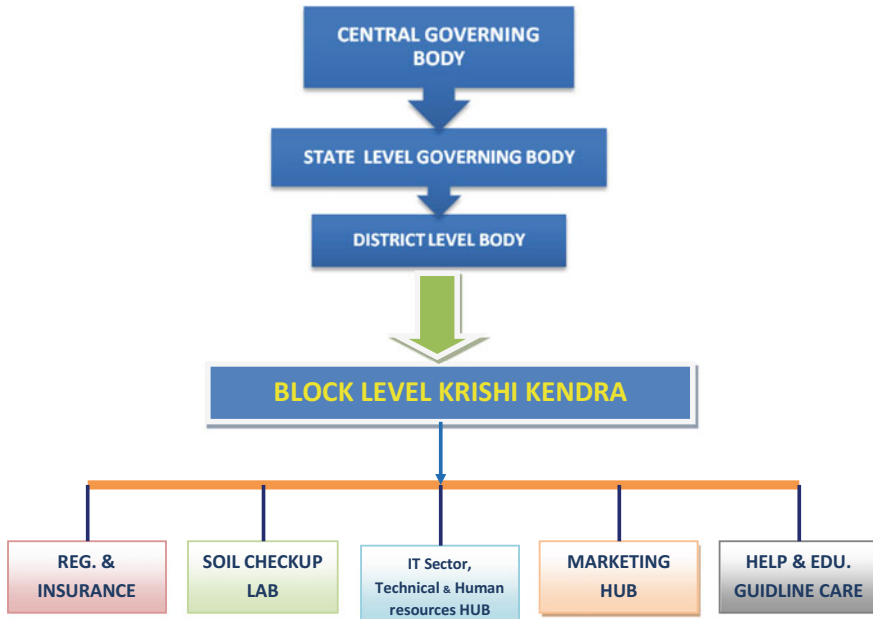 CENTRAL GOVERNING
BODY
STATE LEVEL GOVERNING BODY
DISTRICT LEVEL BODY
BLOCK LEVEL KRISHI KENDRA
REG. &
INSURANCE
SOIL CHECKUP
LAB
IT Sector,
Technical & Human
resources HUB
MARKETING
HUB
HELP & EDU.
GUIDLINE CARE